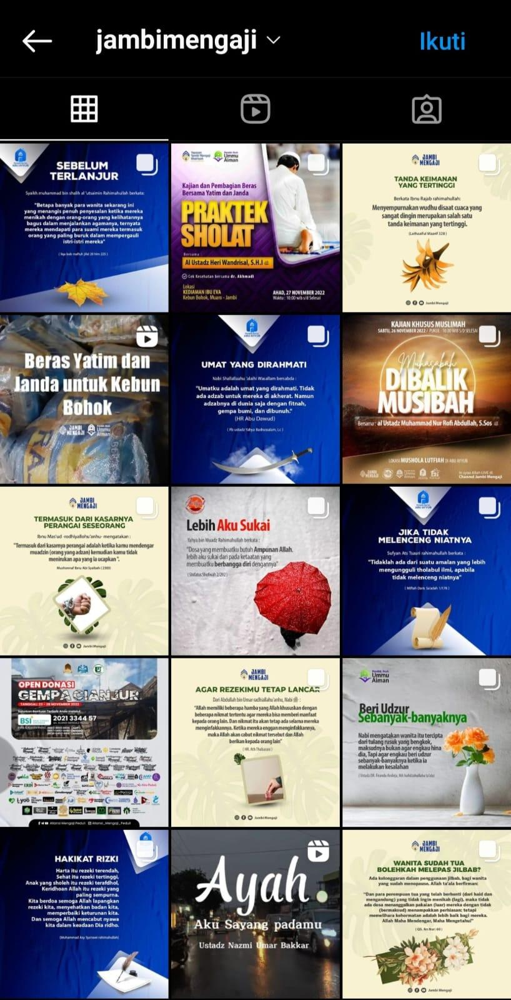 jambimengaji
Ikuti
SEBELUM
TERLANJUR
Syaikh muhammad bin shalih al 'utsaimin Rahimahullah berkata:
"Betapa banyak para wanita sekarang ini
yang menangis penuh penyesalan ketika mereka
menikah dengan orang-orang yang kelihatannya
bagus dalam menjalankan agamanya, ternyata
mereka mendapati para suami mereka termasuk
orang yang paling buruk dalam mempergauli
istri-istri mereka"
Ummu
Aiman
Kajian dan Pembagian Beras
Bersama Yatim dan Janda
PRAKTEK
SHOLAT
Bersama :
Al Ustadz Heri Wandrisal, S.H.I
Cek Kesehatan bersama dr. Akhmadi
Lokasi
KEDIAMAN IBU EVA
Kebun Bohok, Muaro - Jambi
AHAD, 27 NOVEMBER 2022
Waktu : 10:00 wib s/d Selesai
JAMBI
MENGAJI
TANDA KEIMANAN
YANG TERTINGGI
Berkata Ibnu Rajab rahimahullah:
Menyempurnakan wudhu disaat cuaca yang
sangat dingin merupakan salah satu
tanda keimanan yang tertinggi.
(Lathaaiful Maarif 328 )
Jambi Mengaji
Beras Yatim dan
Janda untuk Kebun
Bohok
JAMBI
MENGAJI
Ummu
Aiman
ABU AYYUB
UMAT YANG DIRAHMATI
Nabi Shallallaahu 'alaihi Wasallam bersabda :
"Umatku adalah umat yang dirahmati. Tidak
ada adzab untuk mereka di akherat. Namun
adzabnya di dunia saja dengan fitnah,
gempa bumi, dan dibunuh."
(HR Abu Dawud)
( Fb ustadz Yahya Badrussalam, Lc )
KAJIAN KHUSUS MUSLIMAH
SABTU, 26 NOVEMBER 2022 / PUKUL : 10:00 WIB S/D SELESAI
Muhasabah
DIBALIK
MUSIBAH
Bersama : al Ustadz Muhammad Nur Rofi Abdullah, S.Sos
LOKASI MUSHOLA LUTFIAH DI ABU AYYUB
In syaa Allah LIVE di
Channel Jambi Mengaji
JAMBI
MENGAJI
TERMASUK DARI KASARNYA
PERANGAI SESEORANG
Ibnu Mas'ud -rodhiyallohu'anhu- mengatakan :
"Termasuk dari kasarnya perangai adalah ketika kamu mendengar
muadzin (orang yang adzan) kemudian kamu tidak
menirukan apa yang ia ucapkan ".
Mushonnaf Ibnu Abi Syaibah (2369)
Jambi Mengaji
Lebih Aku Sukai
Yahya bin Muadz Rahimahullah berkata :
"Dosa yang membuatku butuh Ampunan Allah.
lebih aku sukai dari pada ketaatan yang
membuatku berbangga diri dengannya"
( Shifatus Shofwah 2/292 )
ABU AYYUB
JIKA TIDAK
MELENCENG NIATNYA
Sufyan Ats Tsauri rahimahullah berkata :
"Tidaklah ada dari suatu amalan yang lebih
mengungguli tholabul ilmi, apabila
tidak melenceng niatnya"
OPEN DONASI
GEMPA CIANJUR
TANGGAL: 23 - 28 NOVEMBER 2022
BSI
2021 3344 57
Aliansi Mengaji Peduli
Aliansi_Mengaji_Peduli
JAMBI
MENGAJI
AGAR REZEKIMU TETAP LANCAR
Dari Abdullah bin Umar radhiallahu'anhu, Nabi ﷺ :
"Allah memiliki beberapa hamba yang Allah khususkan dengan
beberapa nikmat tertentu agar mereka bisa memberi manfaat
kepada orang lain. Dan nikmat itu akan tetap ada selama mereka
menginfakkannya. Ketika mereka enggan menginfakkannya,
maka Allah akan cabut nikmat tersebut dan Allah
berikan kepada orang lain"
( HR. Ath Thabarani )
Jambi Mengaji
Ummu
Aiman
Beri Udzur
Sebanyak-banyaknya
Nabi mengatakan wanita itu tercipta
dari tulang rusuk yang bengkok,
maksudnya bukan agar engkau hina
dia, Tapi agar engkau beri udzur
sebanyak-banyaknya ketika ia
melakukan kesalahan
( Ustadz DR. Firanda Andirja, MA hafidzahullahu ta'ala)
HAKIKAT RIZKI
Harta itu rezeki terendah,
Sehat itu rezeki tertinggi,
Anak yang sholeh itu rezeki terafdhol,
Keridhoan Allah itu rezeki yang
paling sempurna.
Kita berdoa semoga Allah lapangkan
rezeki kita, menyehatkan badan kita,
memperbaiki keturunan kita.
Dan semoga Allah mencabut nyawa
kita dalam keadaan Dia ridho.
(Muhammad Asy Sya'rawi rahimahullah)
Ayah
Aku Sayang padamu
Ustadz Nazmi Umar Bakkar
JAMBI
MENGAJI
WANITA SUDAH TUA
BOLEHKAH MELEPAS JILBAB?
Ada kelonggaran dalam penggunaan jilbab, bagi wanita
yang sudah menopause. Allah ta'ala berfirman:
"Dan para perempuan tua yang telah berhenti (dari haid dan
mengandung) yang tidak ingin menikah (lagi), maka tidak
ada dosa menanggalkan pakaian (luar) mereka dengan tidak
(bermaksud) menampakkan perhiasan; tetapi
memelihara kehormatan adalah lebih baik bagi mereka.
Allah Maha Mendengar, Maha Mengetahui"
( QS. An Nur: 60 )
Jambi Mengaji